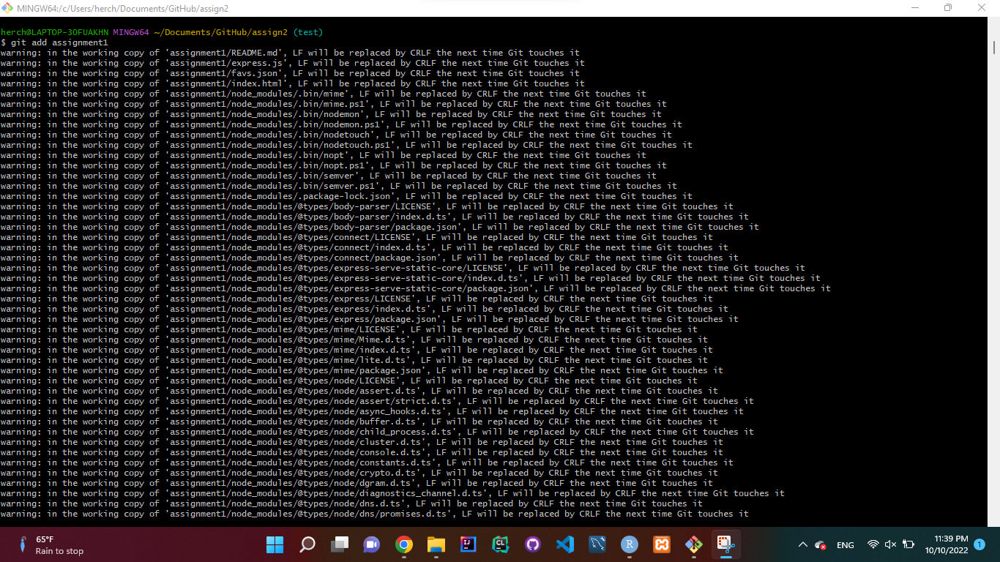 MINGW64:/c/Users/herch/Documents/GitHub/assign2
herch@LAPTOP-3OFUAKHN MINGW64 ~/Documents/GitHub/assign2 (test)
$ git add assignment1
warning: in the working copy of 'assignment1/README.md', LF will be replaced by CRLF the next time Git touches it
warning: in the working copy of 'assignment1/express.js', LF will be replaced by CRLF the next time Git touches it
warning: in the working copy of 'assignment1/favs.json', LF will be replaced by CRLF the next time Git touches it
warning: in the working copy of 'assignment1/index.html', LF will be replaced by CRLF the next time Git touches it
warning: in the working copy of 'assignment1/node_modules/.bin/mime', LF will be replaced by CRLF the next time Git touches it
warning: in the working copy of 'assignment1/node_modules/.bin/mime.ps1', LF will be replaced by CRLF the next time Git touches it
warning: in the working copy of 'assignment1/node_modules/.bin/nodemon', LF will be replaced by CRLF the next time Git touches it
warning: in the working copy of 'assignment1/node_modules/.bin/nodemon.ps1', LF will be replaced by CRLF the next time Git touches it
warning: in the working copy of 'assignment1/node_modules/.bin/nodetouch', LF will be replaced by CRLF the next time Git touches it
warning: in the working copy of 'assignment1/node_modules/.bin/nodetouch.ps1', LF will be replaced by CRLF the next time Git touches it
warning: in the working copy of 'assignment1/node_modules/.bin/nopt', LF will be replaced by CRLF the next time Git touches it
warning: in the working copy of 'assignment1/node_modules/.bin/nopt.ps1', LF will be replaced by CRLF the next time Git touches it
warning: in the working copy of 'assignment1/node_modules/.bin/semver', LF will be replaced by CRLF the next time Git touches it
warning: in the working copy of 'assignment1/node_modules/.bin/semver.ps1', LF will be replaced by CRLF the next time Git touches it
warning: in the working copy of 'assignment1/node_modules/.package-lock.json', LF will be replaced by CRLF the next time Git touches it
warning: in the working copy of 'assignment1/node_modules/@types/body-parser/LICENSE', LF will be replaced by CRLF the next time Git touches it
warning: in the working copy of 'assignment1/node_modules/@types/body-parser/index.d.ts', LF will be replaced by CRLF the next time Git touches it
warning: in the working copy of 'assignment1/node_modules/@types/body-parser/package.json', LF will be replaced by CRLF the next time Git touches it
warning: in the working copy of 'assignment1/node_modules/@types/connect/LICENSE', LF will be replaced by CRLF the next time Git touches it
warning: in the working copy of 'assignment1/node_modules/@types/connect/index.d.ts', LF will be replaced by CRLF the next time Git touches it
warning: in the working copy of 'assignment1/node_modules/@types/connect/package.json', LF will be replaced by CRLF the next time Git touches it
warning: in the working copy of 'assignment1/node_modules/@types/express-serve-static-core/LICENSE', LF will be replaced by CRLF the next time Git touches it
warning: in the working copy of 'assignment1/node_modules/@types/express-serve-static-core/index.d.ts', LF will be replaced by CRLF the next time Git touches it
warning: in the working copy of 'assignment1/node_modules/@types/express-serve-static-core/package.json', LF will be replaced by CRLF the next time Git touches it
warning: in the working copy of 'assignment1/node_modules/@types/express/LICENSE', LF will be replaced by CRLF the next time Git touches it
warning: in the working copy of 'assignment1/node_modules/@types/express/index.d.ts', LF will be replaced by CRLF the next time Git touches it
warning: in the working copy of 'assignment1/node_modules/@types/express/package.json', LF will be replaced by CRLF the next time Git touches it
warning: in the working copy of 'assignment1/node_modules/@types/mime/LICENSE', LF will be replaced by CRLF the next time Git touches it
warning: in the working copy of 'assignment1/node_modules/@types/mime/Mime.d.ts', LF will be replaced by CRLF the next time Git touches it
warning: in the working copy of 'assignment1/node_modules/@types/mime/index.d.ts', LF will be replaced by CRLF the next time Git touches it
warning: in the working copy of 'assignment1/node_modules/@types/mime/lite.d.ts', LF will be replaced by CRLF the next time Git touches it
warning: in the working copy of 'assignment1/node_modules/@types/mime/package.json', LF will be replaced by CRLF the next time Git touches it
warning: in the working copy of 'assignment1/node_modules/@types/node/LICENSE', LF will be replaced by CRLF the next time Git touches it
warning: in the working copy of 'assignment1/node_modules/@types/node/assert.d.ts', LF will be replaced by CRLF the next time Git touches it
warning: in the working copy of 'assignment1/node_modules/@types/node/assert/strict.d.ts', LF will be replaced by CRLF the next time Git touches it
warning: in the working copy of 'assignment1/node_modules/@types/node/async_hooks.d.ts', LF will be replaced by CRLF the next time Git touches it
warning: in the working copy of 'assignment1/node_modules/@types/node/buffer.d.ts', LF will be replaced by CRLF the next time Git touches it
warning: in the working copy of 'assignment1/node_modules/@types/node/child_process.d.ts', LF will be replaced by CRLF the next time Git touches it
warning: in the working copy of 'assignment1/node_modules/@types/node/cluster.d.ts', LF will be replaced by CRLF the next time Git touches it
warning: in the working copy of 'assignment1/node_modules/@types/node/console.d.ts', LF will be replaced by CRLF the next time Git touches it
warning: in the working copy of 'assignment1/node_modules/@types/node/constants.d.ts', LF will be replaced by CRLF the next time Git touches it
warning: in the working copy of 'assignment1/node_modules/@types/node/crypto.d.ts', LF will be replaced by CRLF the next time Git touches it
warning: in the working copy of 'assignment1/node_modules/@types/node/dgram.d.ts', LF will be replaced by CRLF the next time Git touches it
warning: in the working copy of 'assignment1/node_modules/@types/node/diagnostics_channel.d.ts', LF will be replaced by CRLF the next time Git touches it
warning: in the working copy of 'assignment1/node_modules/@types/node/dns.d.ts', LF will be replaced by CRLF the next time Git touches it
warning: in the working copy of 'assignment1/node_modules/@types/node/dns/promises.d.ts', LF will be replaced by CRLF the next time Git touches it
65°F
Rain to stop
IJ
CL
R
ENG
11:39 PM
10/10/2022
1